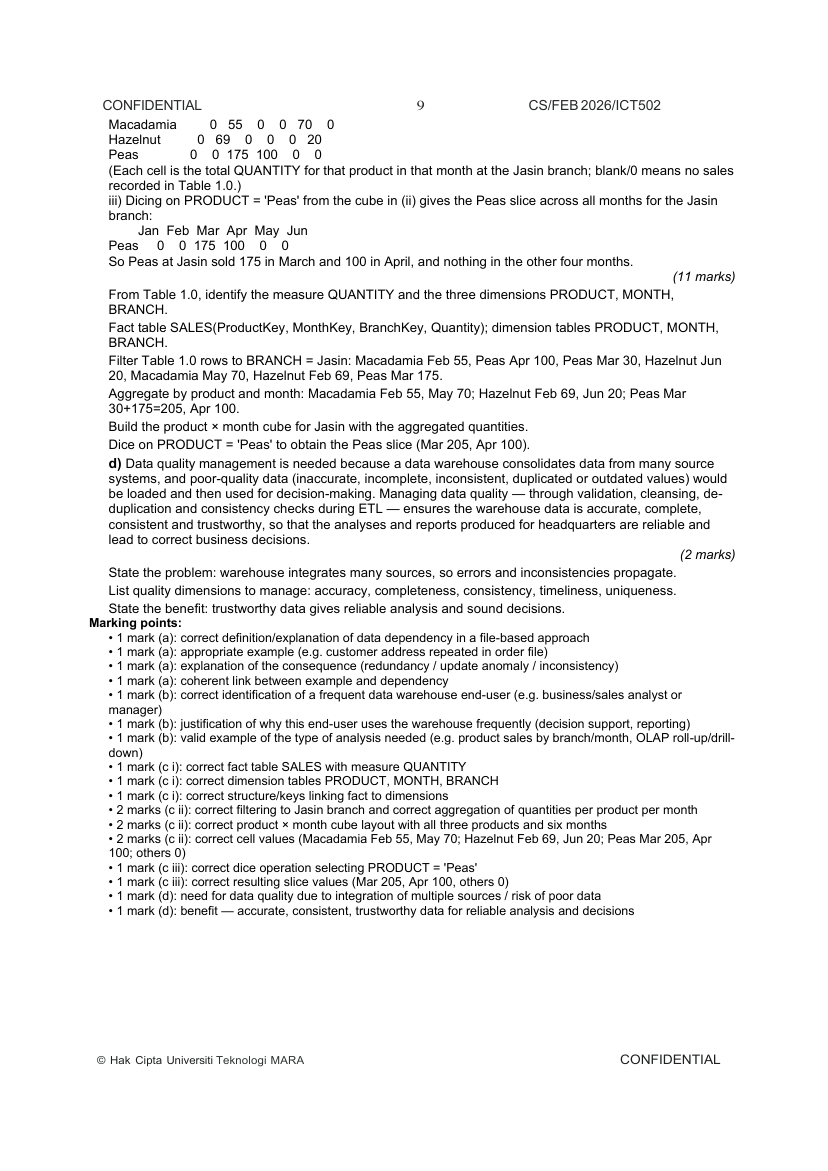 CONFIDENTIAL 9 CS/FEB 2026/ICT502
Macadamia 0 55 0 0 70 0
Hazelnut 0 69 0 0 0 20
Peas 0 0 175 100 0 0
(Each cell is the total QUANTITY for that product in that month at the Jasin branch; blank/0 means no sales
recorded in Table 1.0.)
iii) Dicing on PRODUCT = 'Peas' from the cube in (ii) gives the Peas slice across all months for the Jasin
branch:
Jan Feb Mar Apr May Jun
Peas 0 0 175 100 0 0
So Peas at Jasin sold 175 in March and 100 in April, and nothing in the other four months.
(11 marks)
From Table 1.0, identify the measure QUANTITY and the three dimensions PRODUCT, MONTH,
BRANCH.
Fact table SALES(ProductKey, MonthKey, BranchKey, Quantity); dimension tables PRODUCT, MONTH,
BRANCH.
Filter Table 1.0 rows to BRANCH = Jasin: Macadamia Feb 55, Peas Apr 100, Peas Mar 30, Hazelnut Jun
20, Macadamia May 70, Hazelnut Feb 69, Peas Mar 175.
Aggregate by product and month: Macadamia Feb 55, May 70; Hazelnut Feb 69, Jun 20; Peas Mar
30+175=205, Apr 100.
Build the product × month cube for Jasin with the aggregated quantities.
Dice on PRODUCT = 'Peas' to obtain the Peas slice (Mar 205, Apr 100).
d) Data quality management is needed because a data warehouse consolidates data from many source
systems, and poor-quality data (inaccurate, incomplete, inconsistent, duplicated or outdated values) would
be loaded and then used for decision-making. Managing data quality — through validation, cleansing, de-
duplication and consistency checks during ETL — ensures the warehouse data is accurate, complete,
consistent and trustworthy, so that the analyses and reports produced for headquarters are reliable and
lead to correct business decisions.
(2 marks)
State the problem: warehouse integrates many sources, so errors and inconsistencies propagate.
List quality dimensions to manage: accuracy, completeness, consistency, timeliness, uniqueness.
State the benefit: trustworthy data gives reliable analysis and sound decisions.
Marking points:
• 1 mark (a): correct definition/explanation of data dependency in a file-based approach
• 1 mark (a): appropriate example (e.g. customer address repeated in order file)
• 1 mark (a): explanation of the consequence (redundancy / update anomaly / inconsistency)
• 1 mark (a): coherent link between example and dependency
• 1 mark (b): correct identification of a frequent data warehouse end-user (e.g. business/sales analyst or
manager)
• 1 mark (b): justification of why this end-user uses the warehouse frequently (decision support, reporting)
• 1 mark (b): valid example of the type of analysis needed (e.g. product sales by branch/month, OLAP roll-up/drill-
down)
• 1 mark (c i): correct fact table SALES with measure QUANTITY
• 1 mark (c i): correct dimension tables PRODUCT, MONTH, BRANCH
• 1 mark (c i): correct structure/keys linking fact to dimensions
• 2 marks (c ii): correct filtering to Jasin branch and correct aggregation of quantities per product per month
• 2 marks (c ii): correct product × month cube layout with all three products and six months
• 2 marks (c ii): correct cell values (Macadamia Feb 55, May 70; Hazelnut Feb 69, Jun 20; Peas Mar 205, Apr
100; others 0)
• 1 mark (c iii): correct dice operation selecting PRODUCT = 'Peas'
• 1 mark (c iii): correct resulting slice values (Mar 205, Apr 100, others 0)
• 1 mark (d): need for data quality due to integration of multiple sources / risk of poor data
• 1 mark (d): benefit — accurate, consistent, trustworthy data for reliable analysis and decisions
© Hak Cipta Universiti Teknologi MARA CONFIDENTIAL